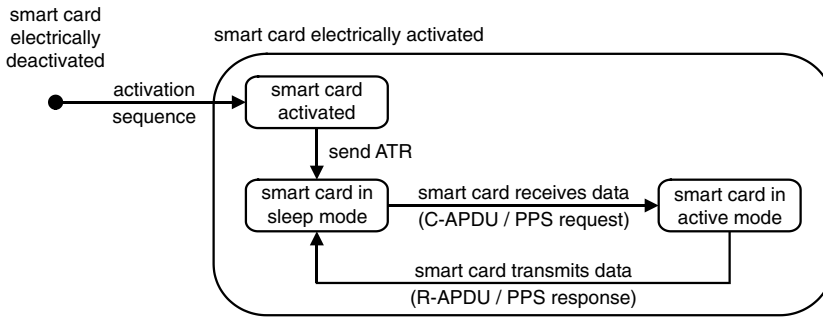 smart card
electrically
deactivated
smart card electrically activated
activation
sequence
smart card
activated
send ATR
smart card in
sleep mode
smart card receives data
(C-APDU / PPS request)
smart card in
active mode
smart card transmits data
(R-APDU / PPS response)